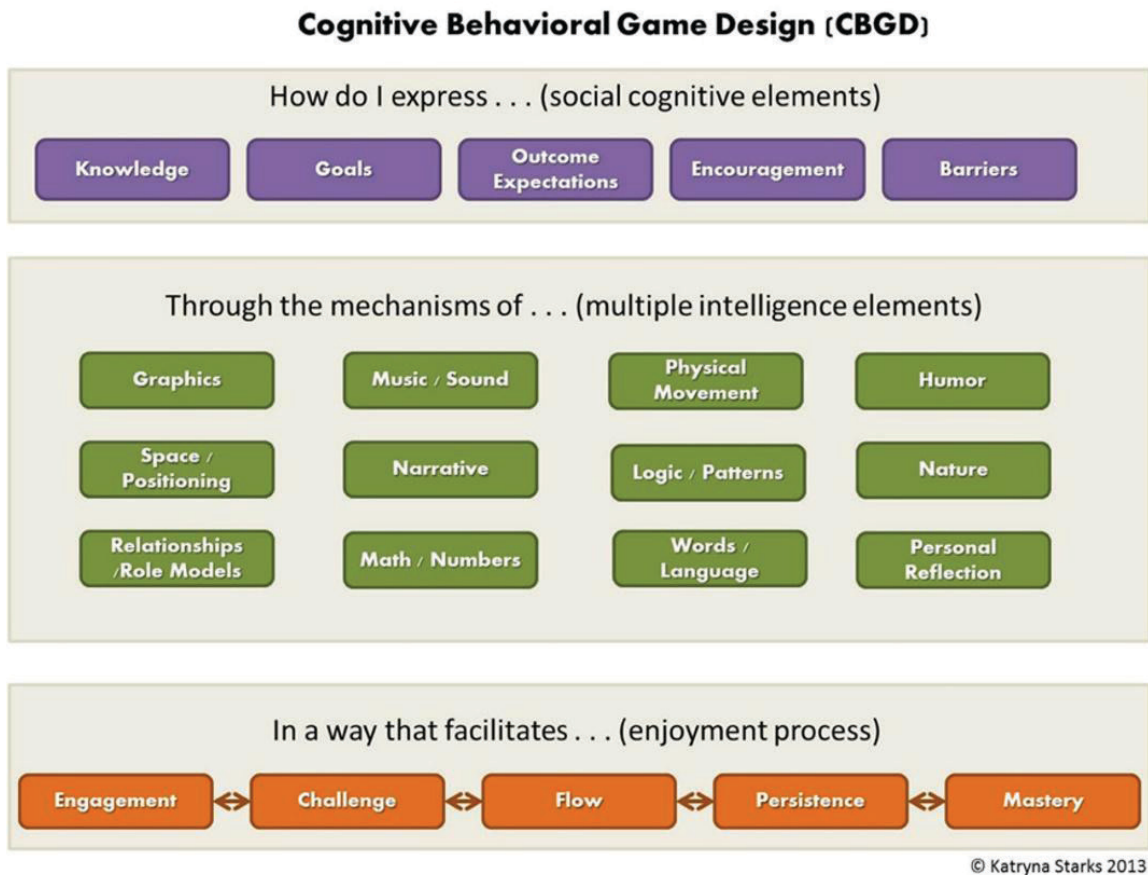 Cognitive Behavioral Game Design (CBGD)
How do I express . . . (social cognitive elements)
Knowledge
Goals
Outcome
Expectations
Encouragement
Barriers
Through the mechanisms of . . . (multiple intelligence elements)
Graphics
Music / Sound
Physical
Movement
Humor
Space /
Positioning
Narrative
Logic / Patterns
Nature
Relationships
/Role Models
Math / Numbers
Words /
Language
Personal
Reflection
In a way that facilitates . . . (enjoyment process)
Engagement
Challenge
Flow
Persistence
Mastery
© Katryna Starks 2013